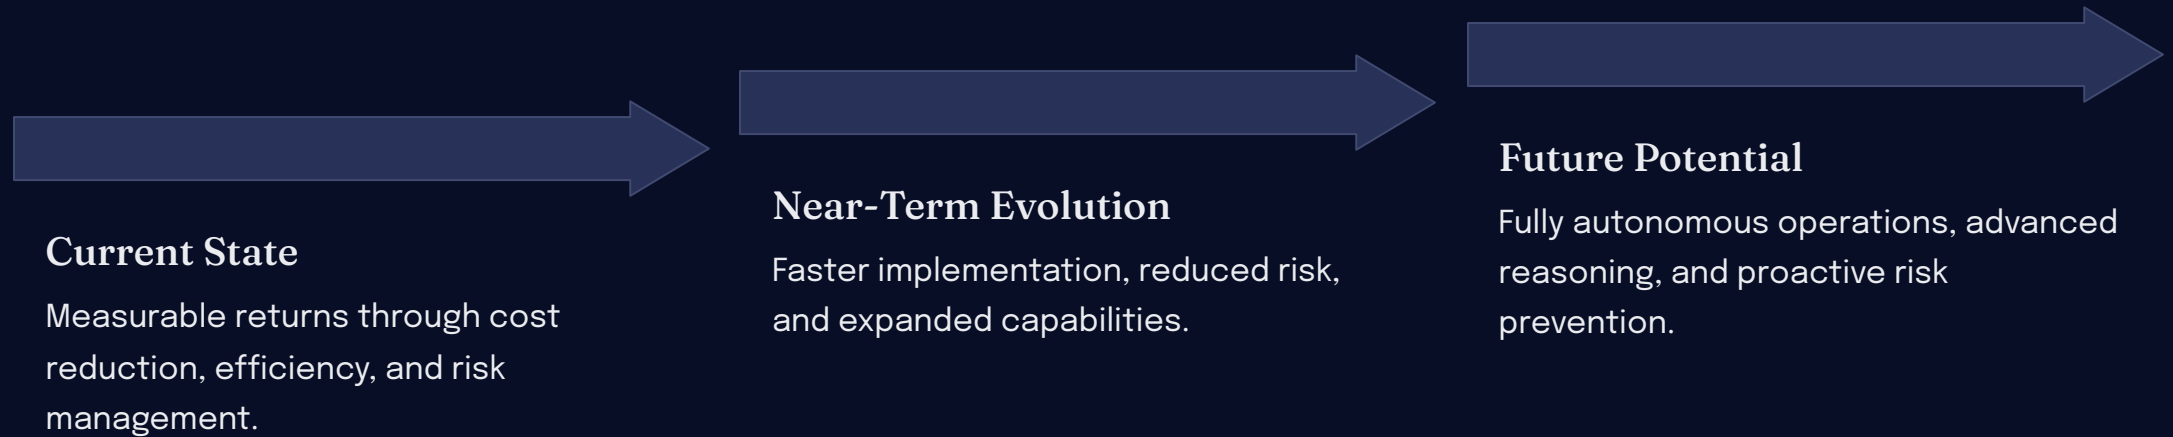 Current State
Measurable returns through cost
reduction, efficiency, and risk
management.
Near-Term Evolution
Faster implementation, reduced risk,
and expanded capabilities.
Future Potential
Fully autonomous operations, advanced
reasoning, and proactive risk
prevention.